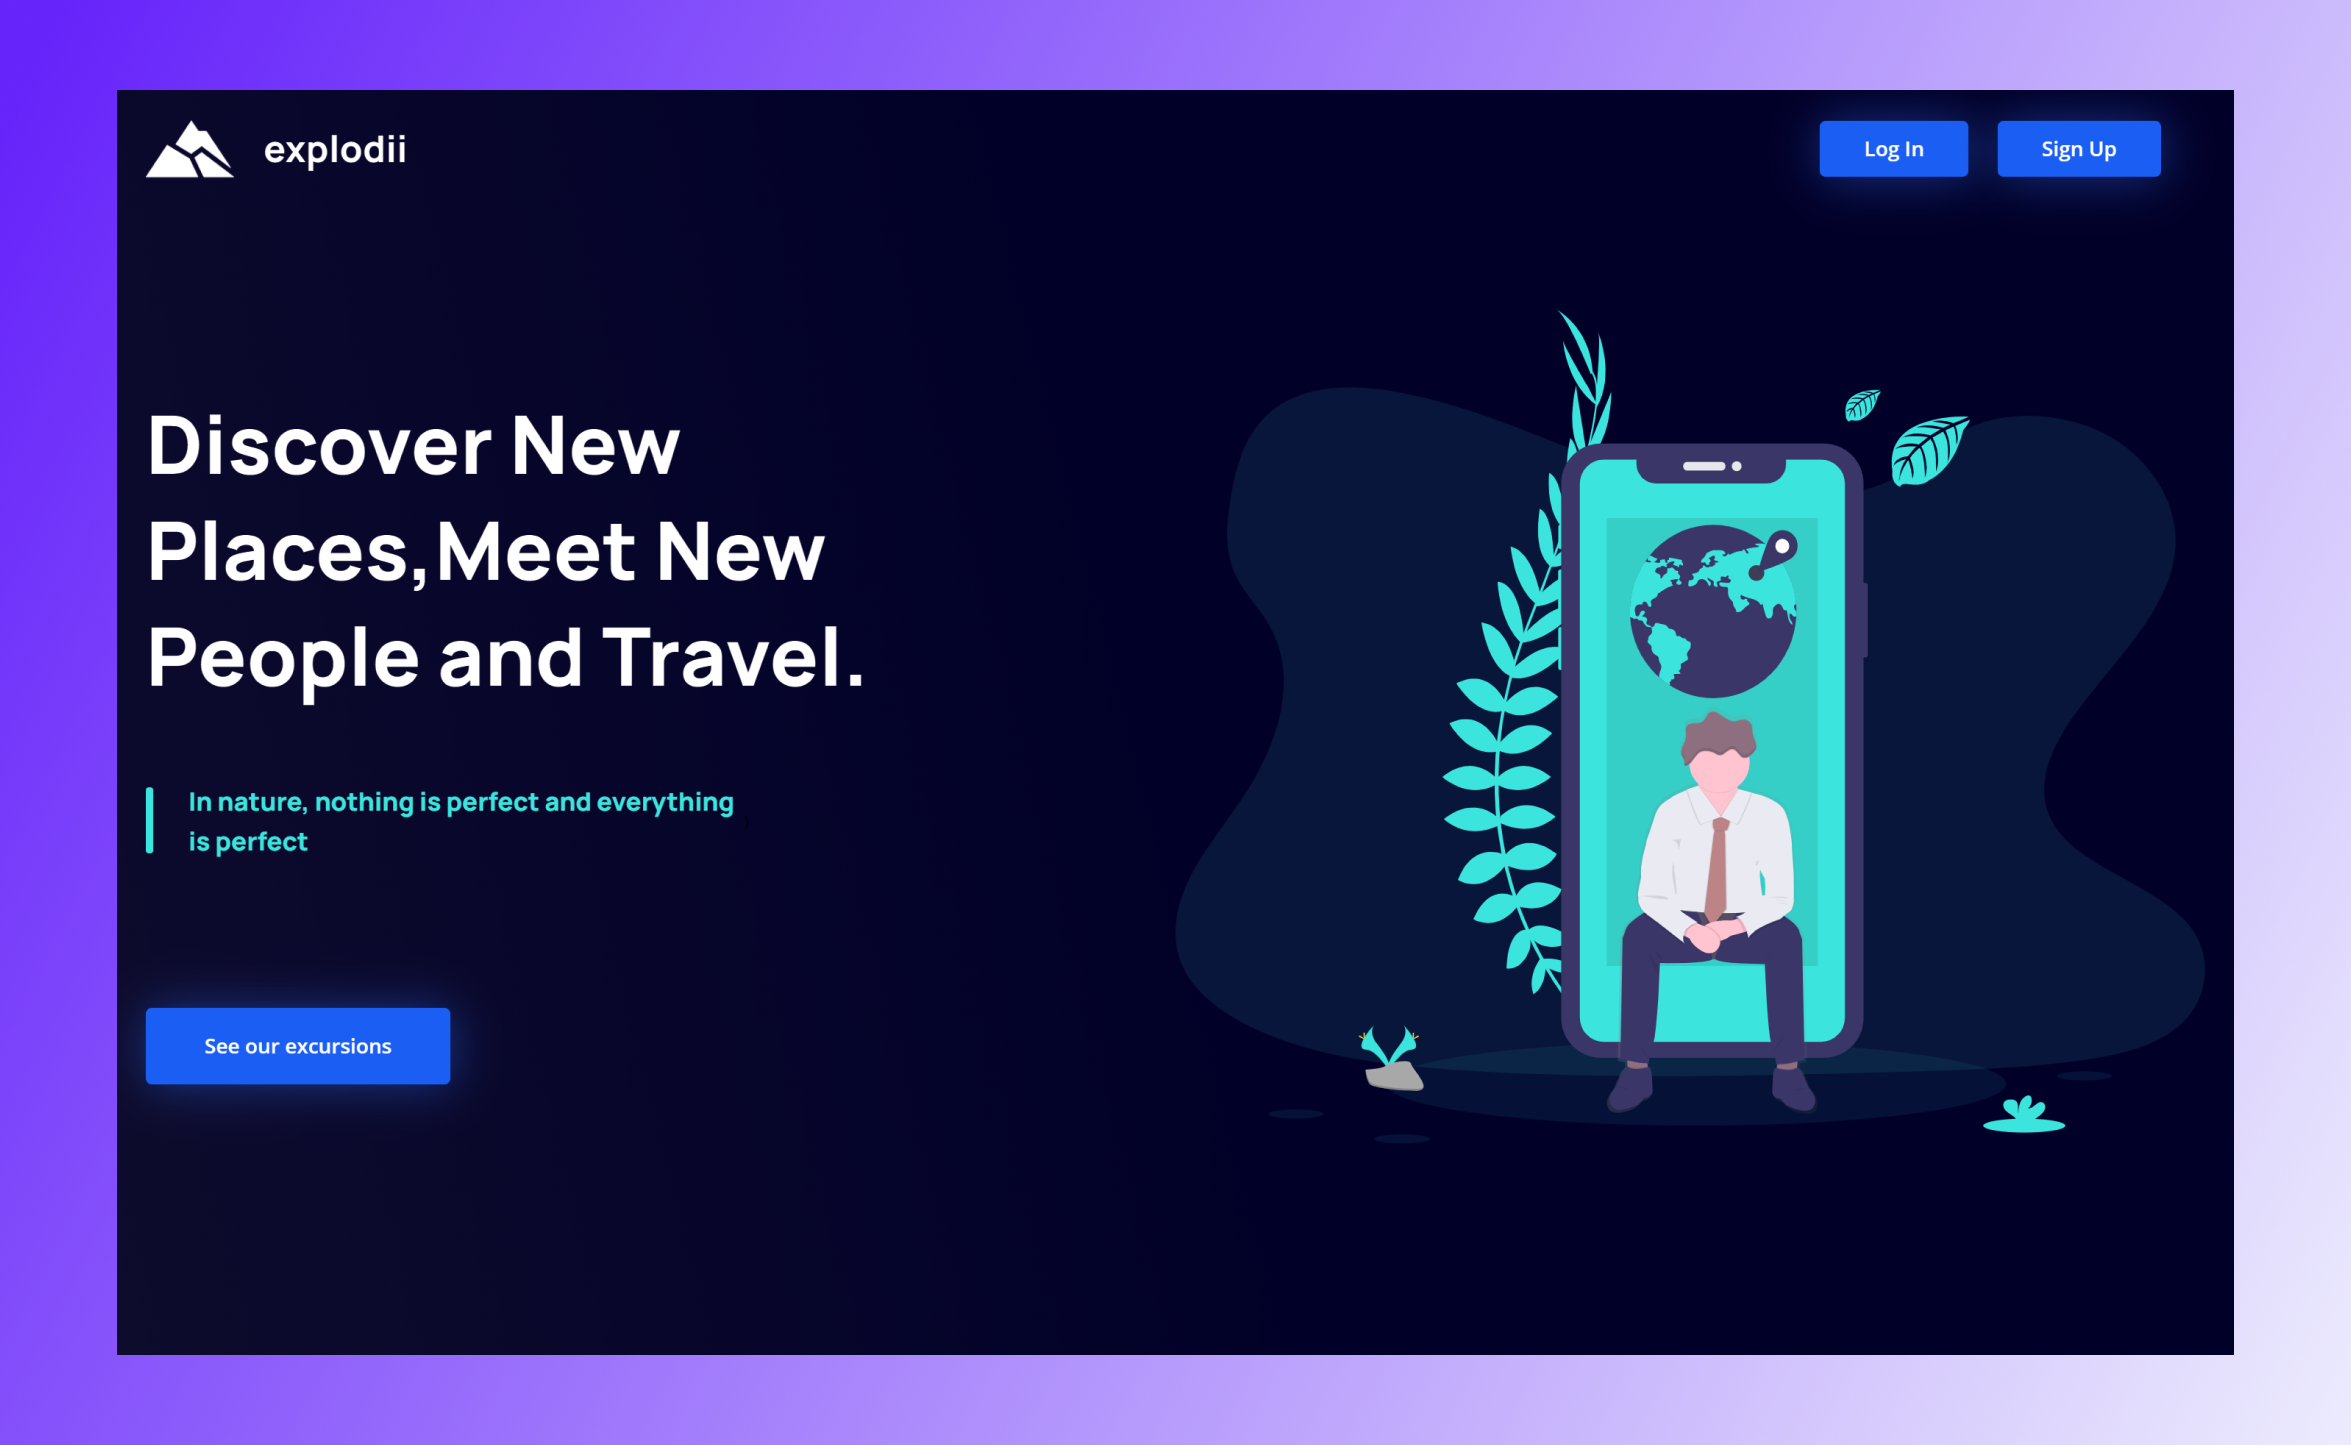 explodii
Log In
Sign Up
Discover New
Places,Meet New
People and Travel.
In nature, nothing is perfect and everything
is perfect
See our excursions